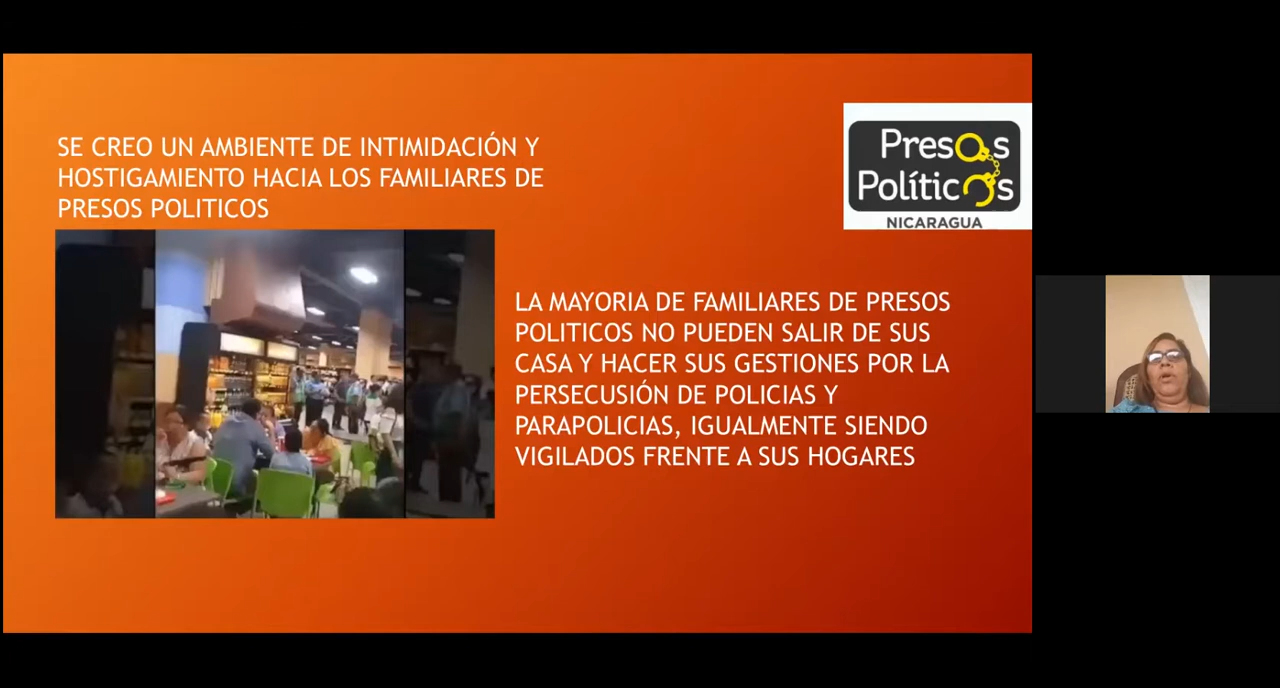 SE CREO UN AMBIENTE DE INTIMIDACIÓN Y
HOSTIGAMIENTO HACIA LOS FAMILIARES DE
PRESOS POLITICOS
Presos
Políticos
NICARAGUA
LA MAYORIA DE FAMILIARES DE PRESOS
POLITICOS NO PUEDEN SALIR DE SUS
CASA Y HACER SUS GESTIONES POR LA
PERSECUSIÓN DE POLICIAS Y
PARAPOLICIAS, IGUALMENTE SIENDO
VIGILADOS FRENTE A SUS HOGARES